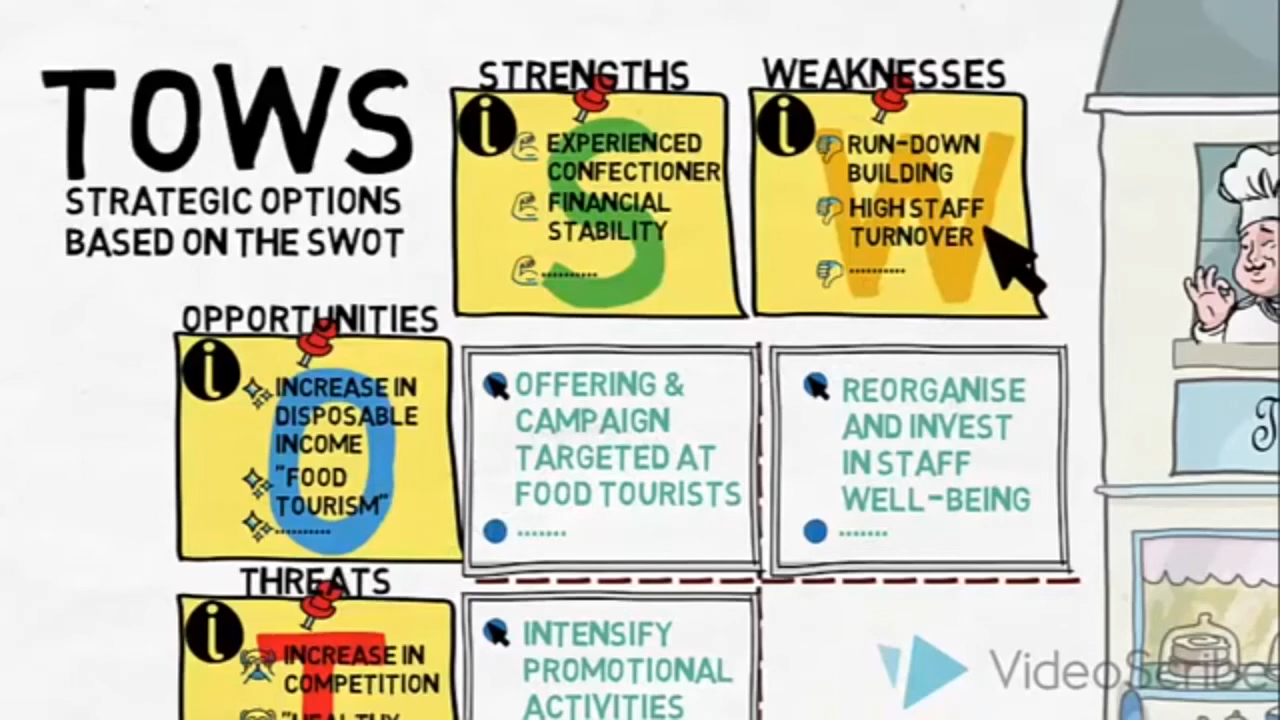 TOWS
STRATEGIC OPTIONS
BASED ON THE SWOT
STRENGTHS
i
EXPERIENCED
CONFECTIONER
FINANCIAL
STABILITY
..........
S
WEAKNESSES
i
RUN-DOWN
BUILDING
HIGH STAFF
TURNOVER
..........
W
OPPORTUNITIES
i
INCREASE IN
DISPOSABLE
INCOME
"FOOD
TOURISM"
..........
O
OFFERING &
CAMPAIGN
TARGETED AT
FOOD TOURISTS
.......
REORGANISE
AND INVEST
IN STAFF
WELL-BEING
.......
THREATS
i
INCREASE IN
COMPETITION
"HEALTHY
T
INTENSIFY
PROMOTIONAL
ACTIVITIES
VideoScribe